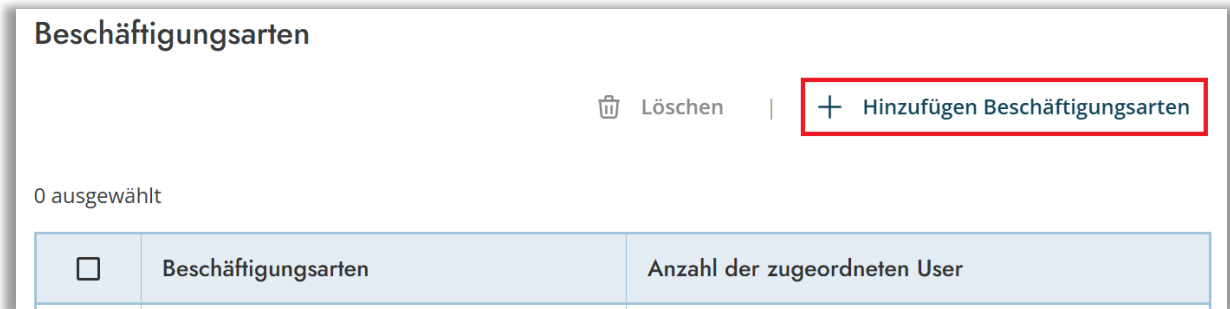 Beschäftigungsarten
Löschen | + Hinzufügen Beschäftigungsarten
0 ausgewählt
Beschäftigungsarten Anzahl der zugeordneten User